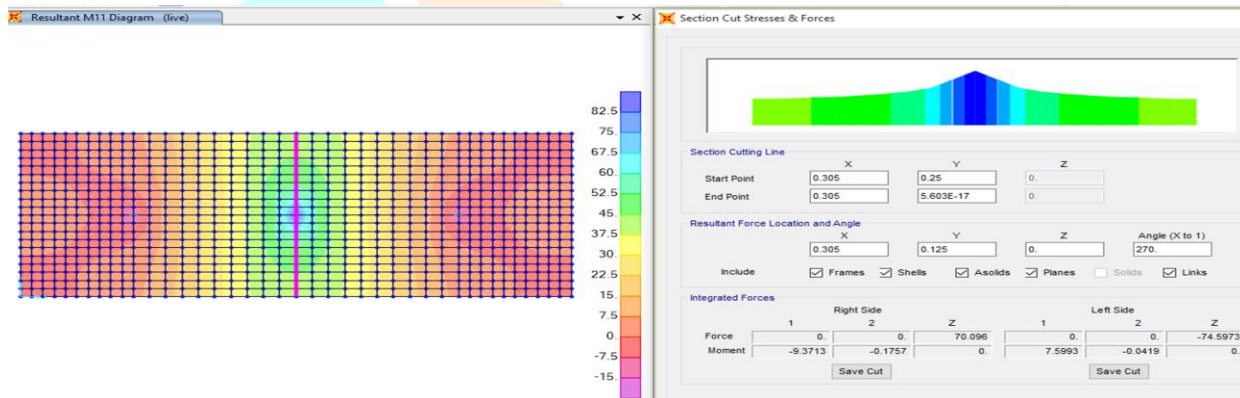 Resultant M11 Diagram (live)
82.5
75.
67.5
60.
52.5
45.
37.5
30.
22.5
15.
7.5
0.
-7.5
-15.
Section Cut Stresses & Forces
Section Cutting Line
X Y Z
Start Point 0.305 0.25 0.
End Point 0.305 5.603E-17 0.
Resultant Force Location and Angle
X Y Z Angle (X to 1)
0.305 0.125 0. 270.
Include Frames Shells Asolids Planes Solids Links
Integrated Forces
Right Side Left Side
1 2 Z 1 2 Z
Force 0. 0. 70.096 0. 0. -74.5973
Moment -9.3713 -0.1757 0. 7.5993 -0.0419 0.
Save Cut Save Cut